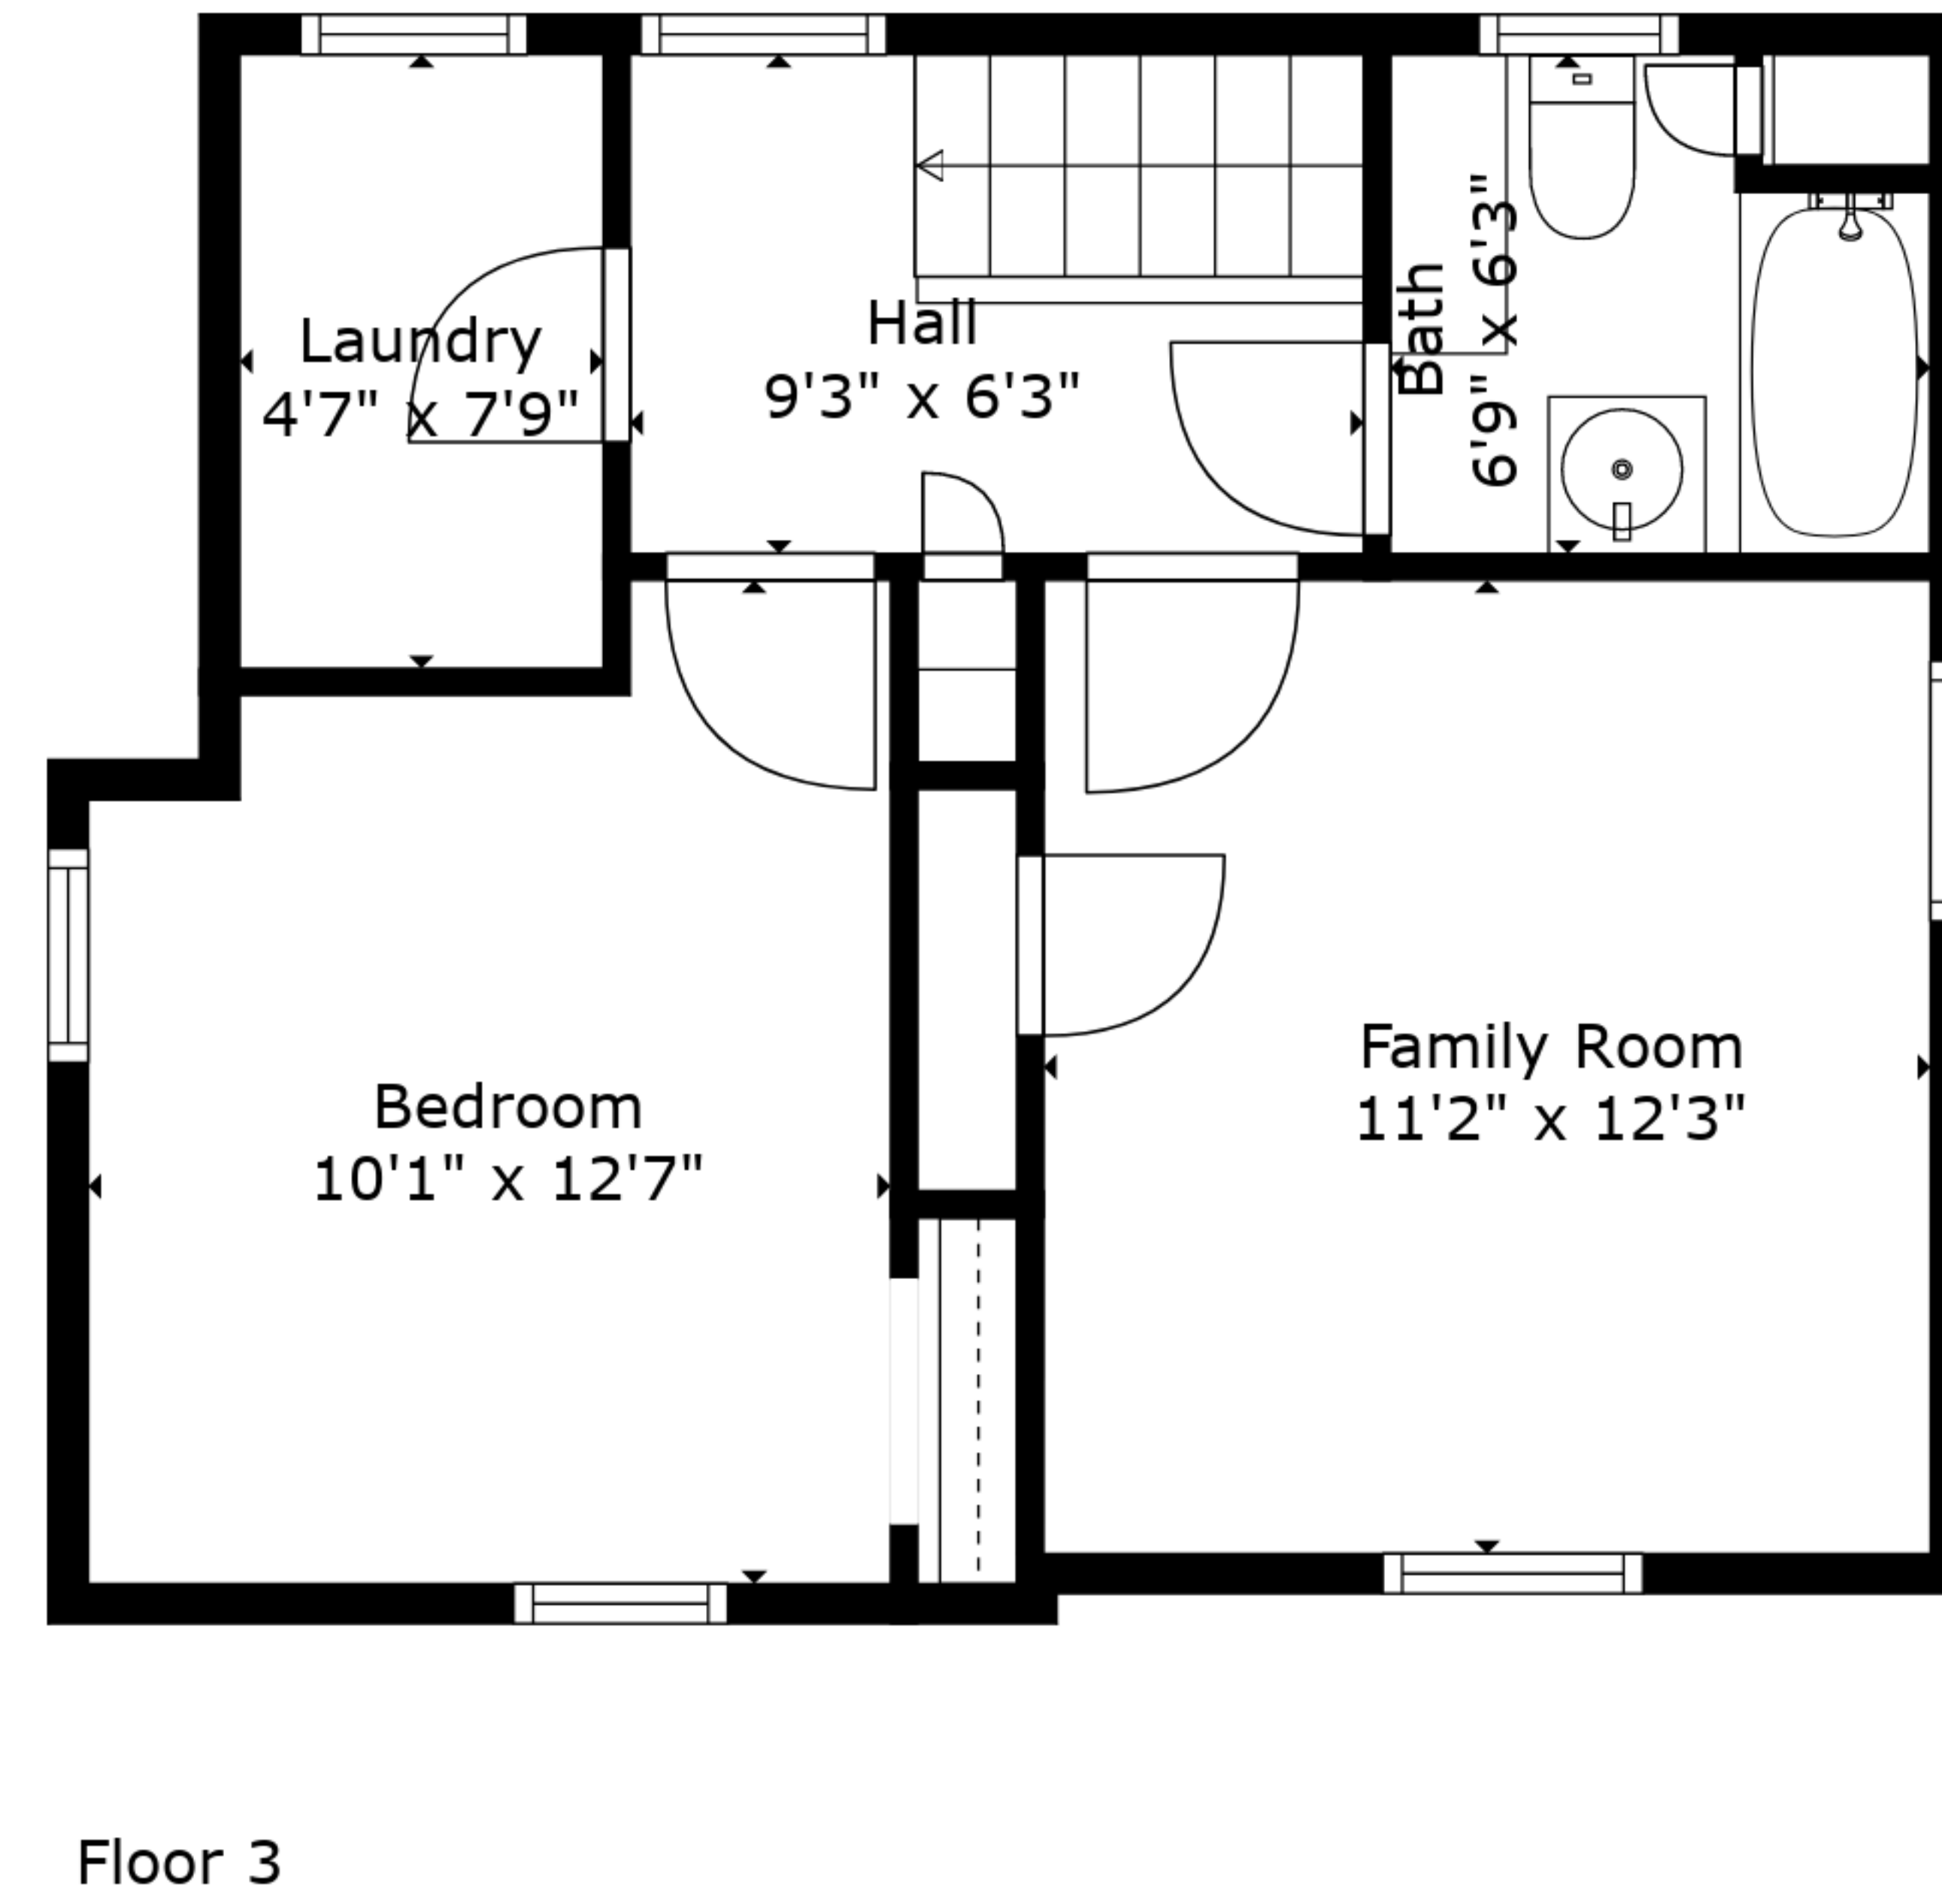 Laundry
4'7" x 7'9"
Hall
9'3" x 6'3"
Bath
6'9" x 6'3"
Bedroom
10'1" x 12'7"
Family Room
11'2" x 12'3"
Floor 3